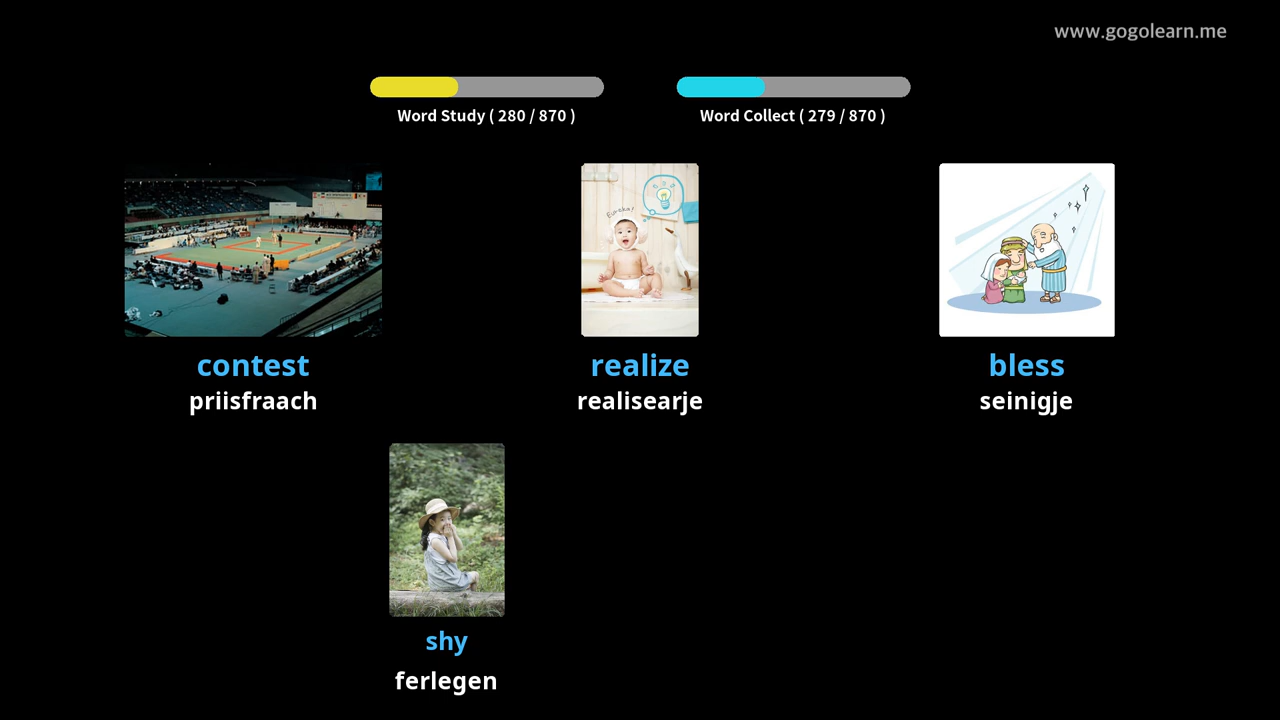 www.gogolearn.me
Word Study ( 280 / 870 )
Word Collect ( 279 / 870 )
Eureka!
contest
priisfraach
realize
realisearje
bless
seinigje
shy
ferlegen